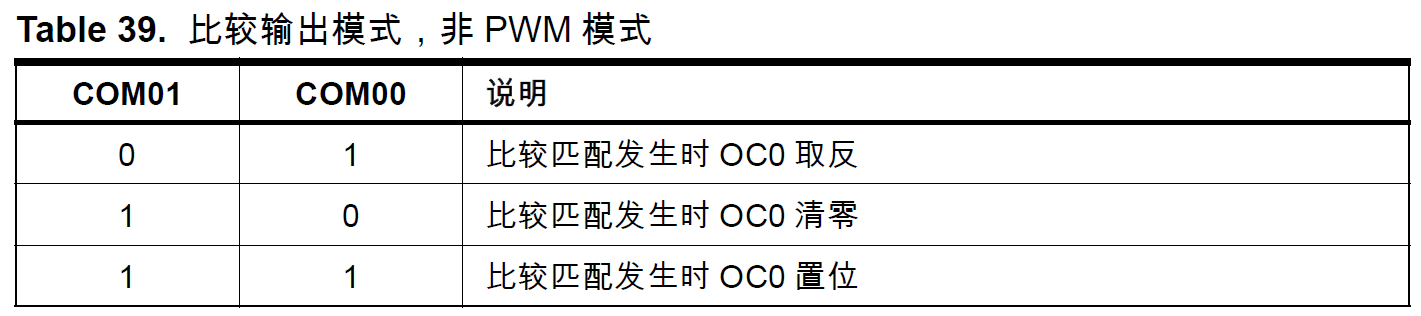 Table 39. 比较输出模式，非 PWM 模式
COM01 COM00 说明
0 1 比较匹配发生时 OC0 取反
1 0 比较匹配发生时 OC0 清零
1 1 比较匹配发生时 OC0 置位